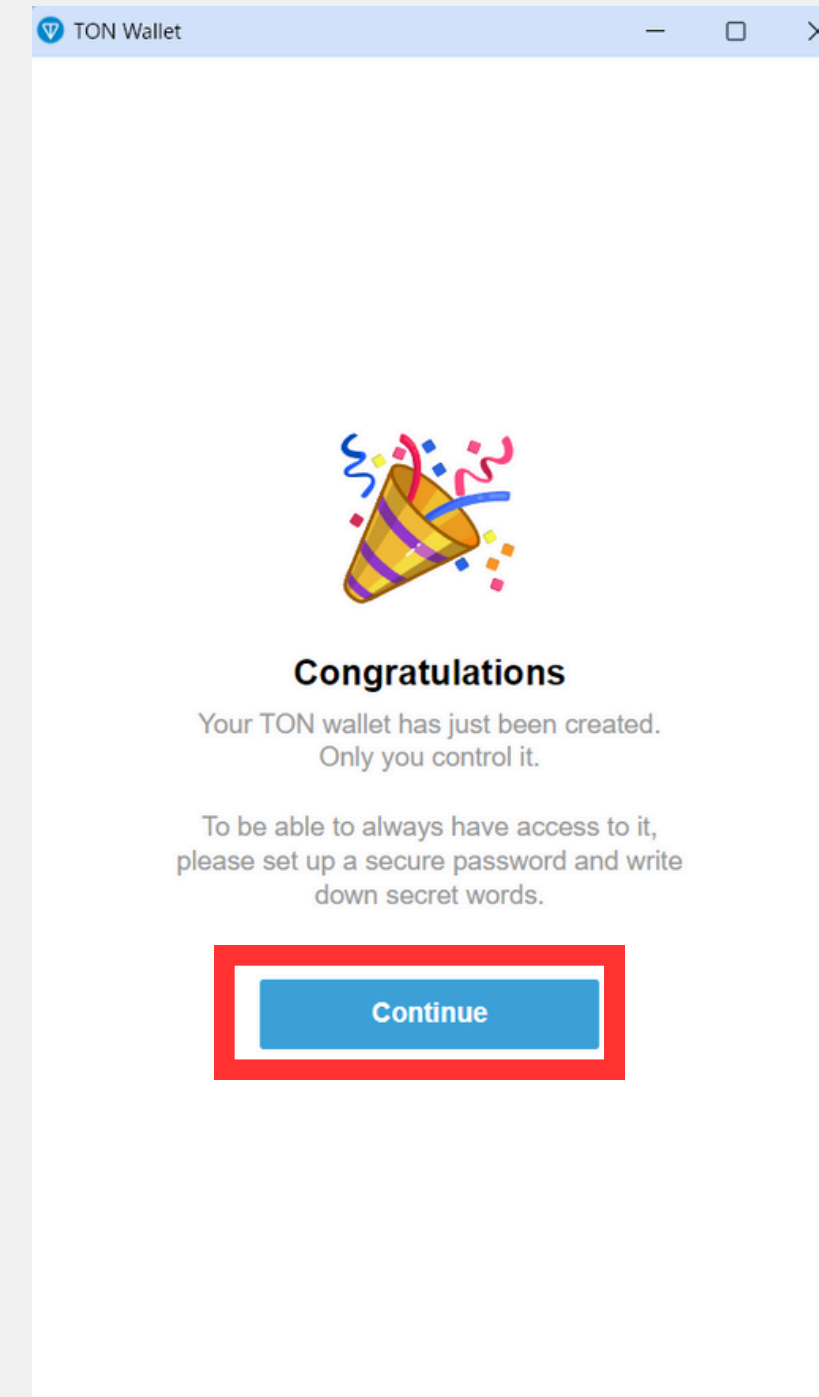 TON Wallet
Congratulations
Your TON wallet has just been created.
Only you control it.
To be able to always have access to it,
please set up a secure password and write
down secret words.
Continue